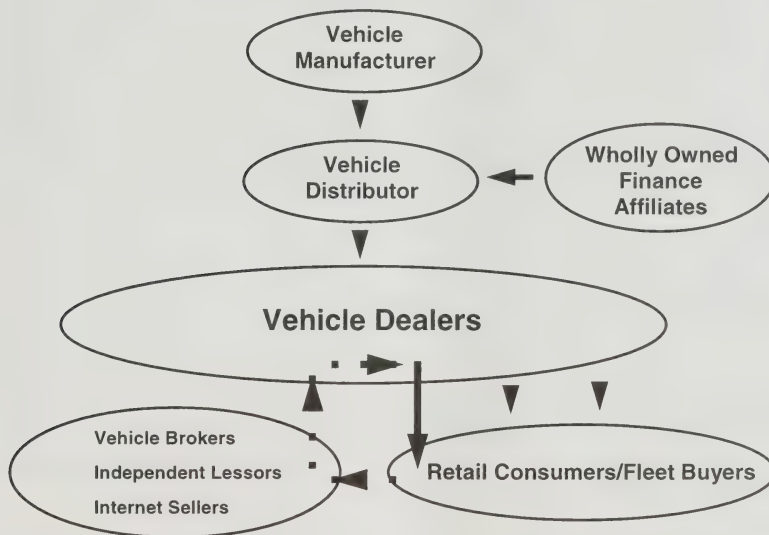 Vehicle
Manufacturer
Vehicle
Distributor
Wholly Owned
Finance
Affiliates
Vehicle Dealers
Vehicle Brokers
Independent Lessors
Internet Sellers
Retail Consumers/Fleet Buyers